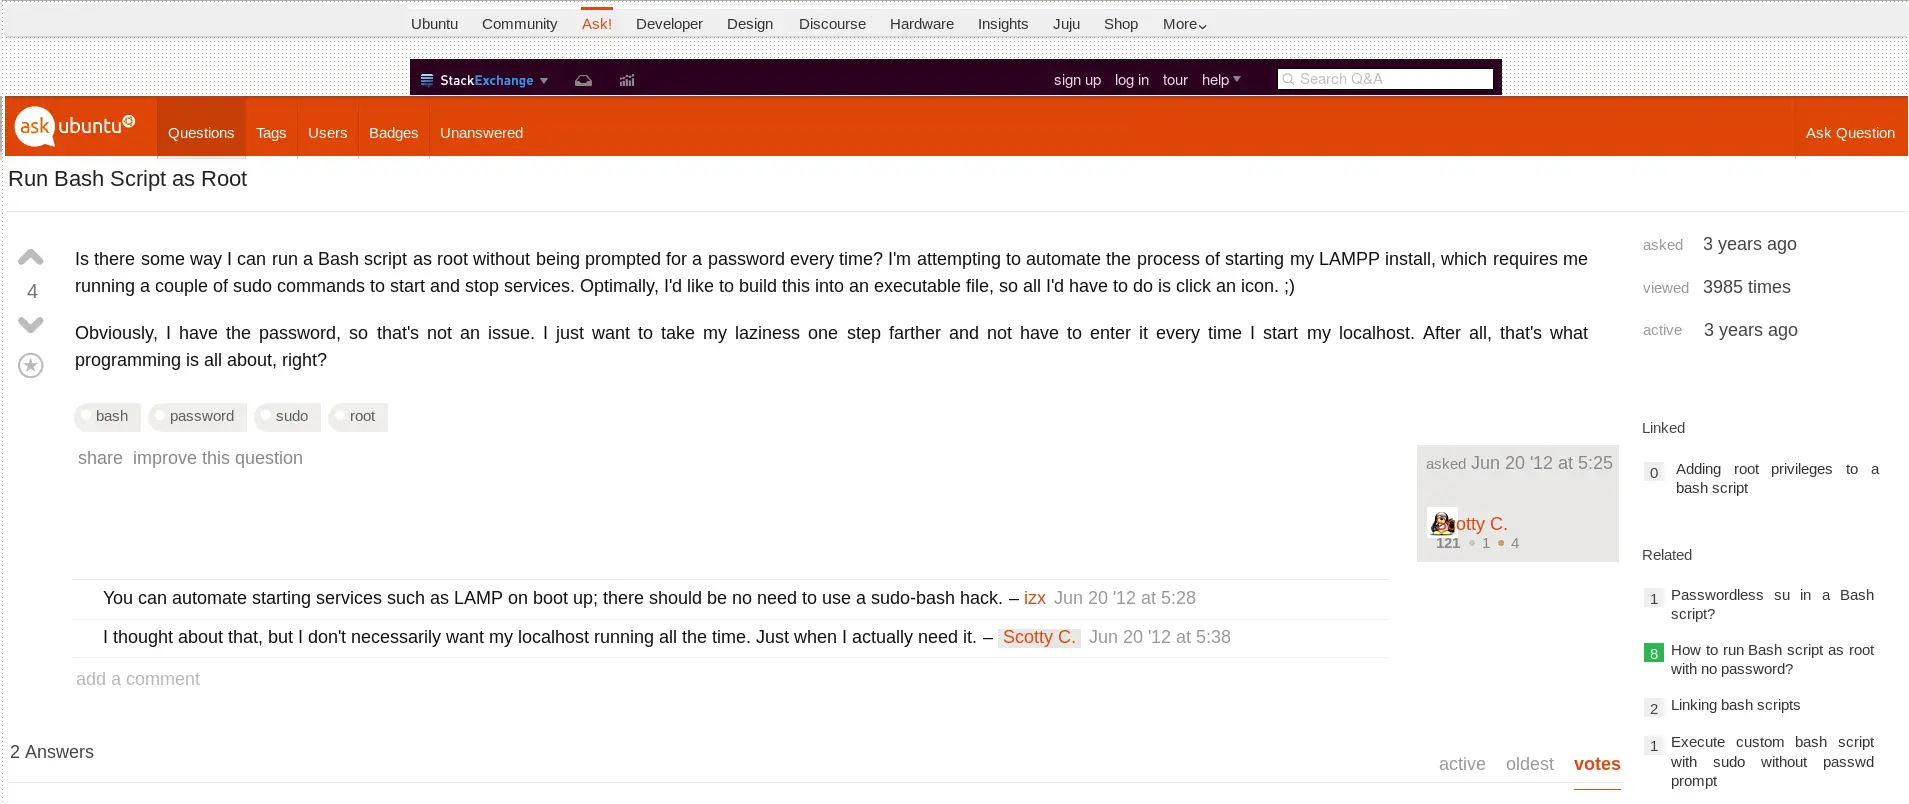 Ubuntu Community Ask! Developer Design Discourse Hardware Insights Juju Shop More
StackExchange sign up log in tour help Search Q&A
ask ubuntu Questions Tags Users Badges Unanswered Ask Question
Run Bash Script as Root
Is there some way I can run a Bash script as root without being prompted for a password every time? I'm attempting to automate the process of starting my LAMPP install, which requires me
running a couple of sudo commands to start and stop services. Optimally, I'd like to build this into an executable file, so all I'd have to do is click an icon. ;)
4
Obviously, I have the password, so that's not an issue. I just want to take my laziness one step farther and not have to enter it every time I start my localhost. After all, that's what
programming is all about, right?
bash password sudo root
share improve this question
asked Jun 20 '12 at 5:25
otty C.
121 1 4
You can automate starting services such as LAMP on boot up; there should be no need to use a sudo-bash hack. – izx Jun 20 '12 at 5:28
I thought about that, but I don't necessarily want my localhost running all the time. Just when I actually need it. – Scotty C. Jun 20 '12 at 5:38
add a comment
2 Answers
active oldest votes
asked 3 years ago
viewed 3985 times
active 3 years ago
Linked
0 Adding root privileges to a
bash script
Related
1 Passwordless su in a Bash
script?
8 How to run Bash script as root
with no password?
2 Linking bash scripts
1 Execute custom bash script
with sudo without passwd
prompt